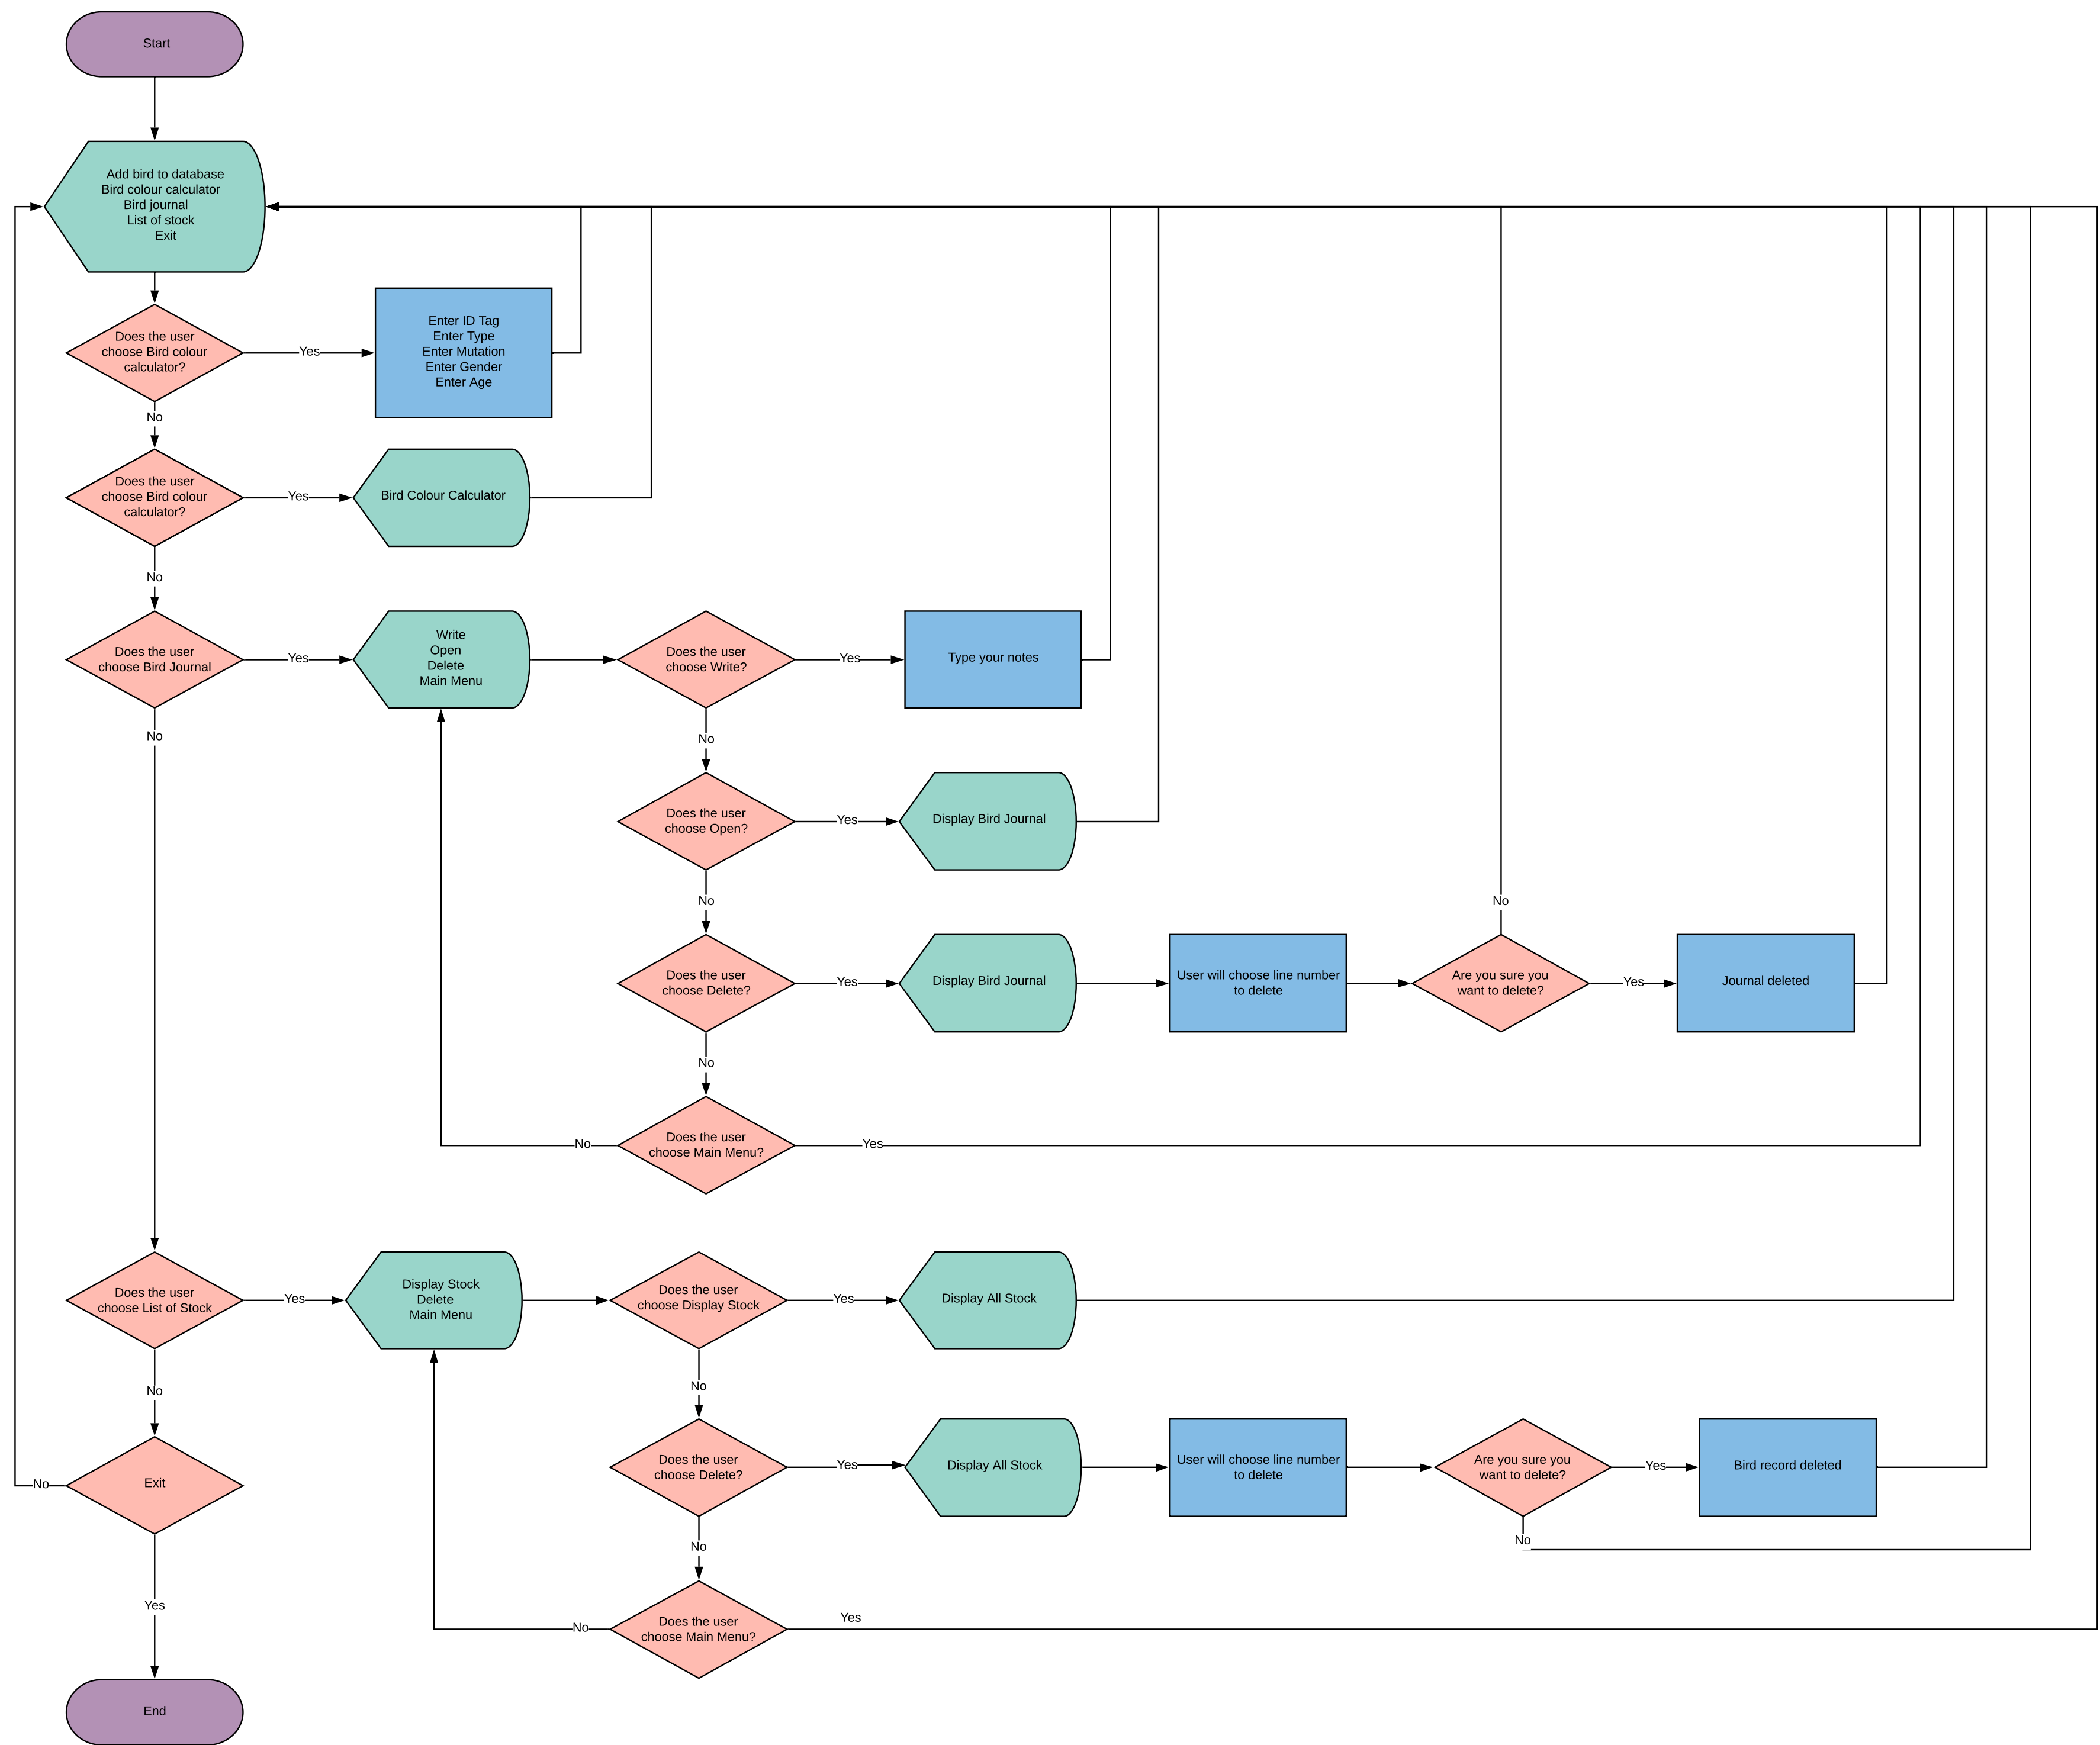 Start
Add bird to database
Bird colour calculator
Bird journal
List of stock
Exit
Does the user
choose Bird colour
calculator?
Yes
Enter ID Tag
Enter Type
Enter Mutation
Enter Gender
Enter Age
No
Does the user
choose Bird colour
calculator?
Yes
Bird Colour Calculator
No
Does the user
choose Bird Journal
Yes
Write
Open
Delete
Main Menu
Does the user
choose Write?
Yes
Type your notes
No
No
Does the user
choose Open?
Yes
Display Bird Journal
No
No
Does the user
choose Delete?
Yes
Display Bird Journal
User will choose line number
to delete
Are you sure you
want to delete?
Yes
Journal deleted
No
Does the user
choose Main Menu?
No
Yes
Does the user
choose List of Stock
Yes
Display Stock
Delete
Main Menu
Does the user
choose Display Stock
Yes
Display All Stock
No
No
Does the user
choose Delete?
Yes
Display All Stock
User will choose line number
to delete
Are you sure you
want to delete?
Yes
Bird record deleted
Exit
No
No
No
Does the user
choose Main Menu?
No
Yes
Yes
End